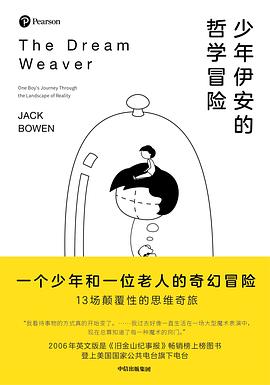 Pearson
The Dream
Weaver
One Boy's Journey Through
the Landscape of Reality
JACK
BOWEN
少年伊安的
哲学冒险
一个少年和一位老人的奇幻冒险
13场颠覆性的思维奇旅
“我看待事物的方式真的开始变了。……我过去好像一直生活在一场大型魔术表演中，
现在总算知道了每一种魔术的窍门。”
2006年英文版是《旧金山纪事报》畅销榜上榜图书
登上美国国家公共电台旗下电台
中信出版集团